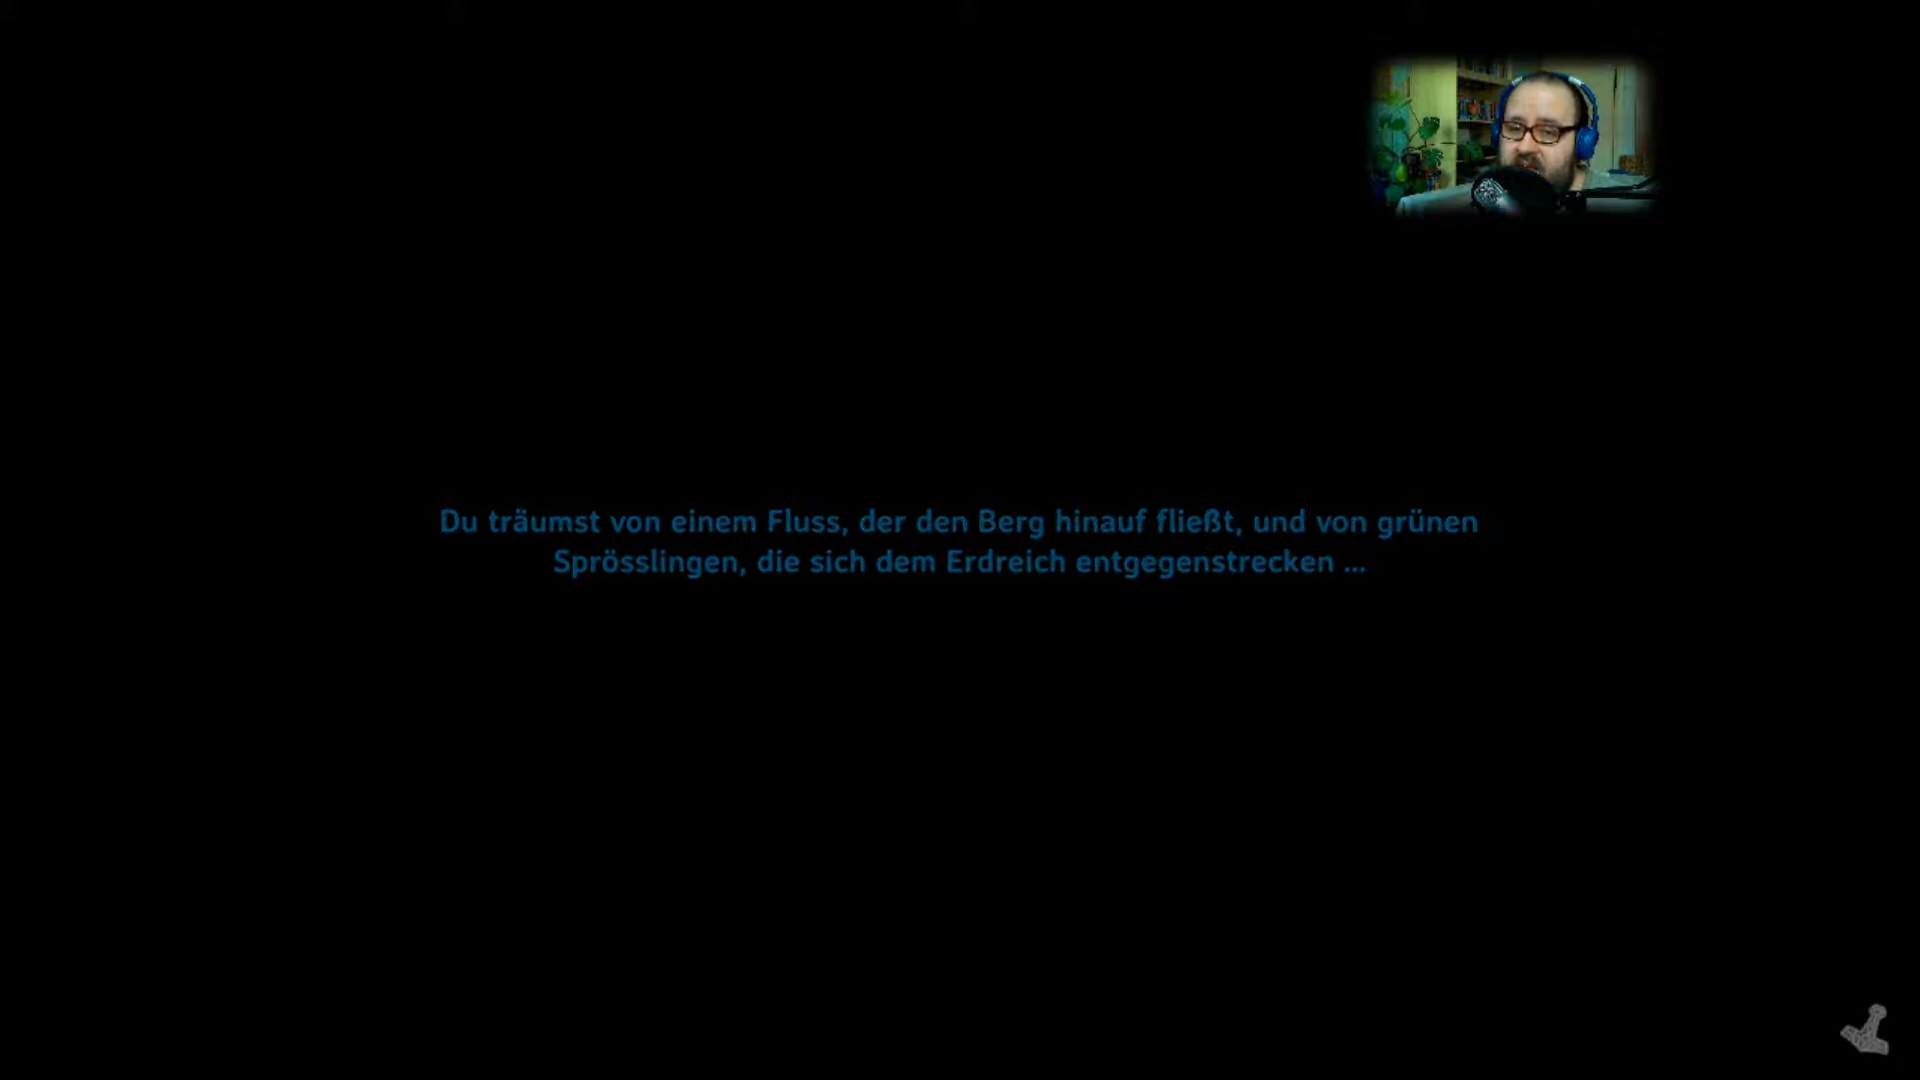 Du träumst von einem Fluss, der den Berg hinauf fließt, und von grünen
Sprösslingen, die sich dem Erdreich entgegenstrecken ...